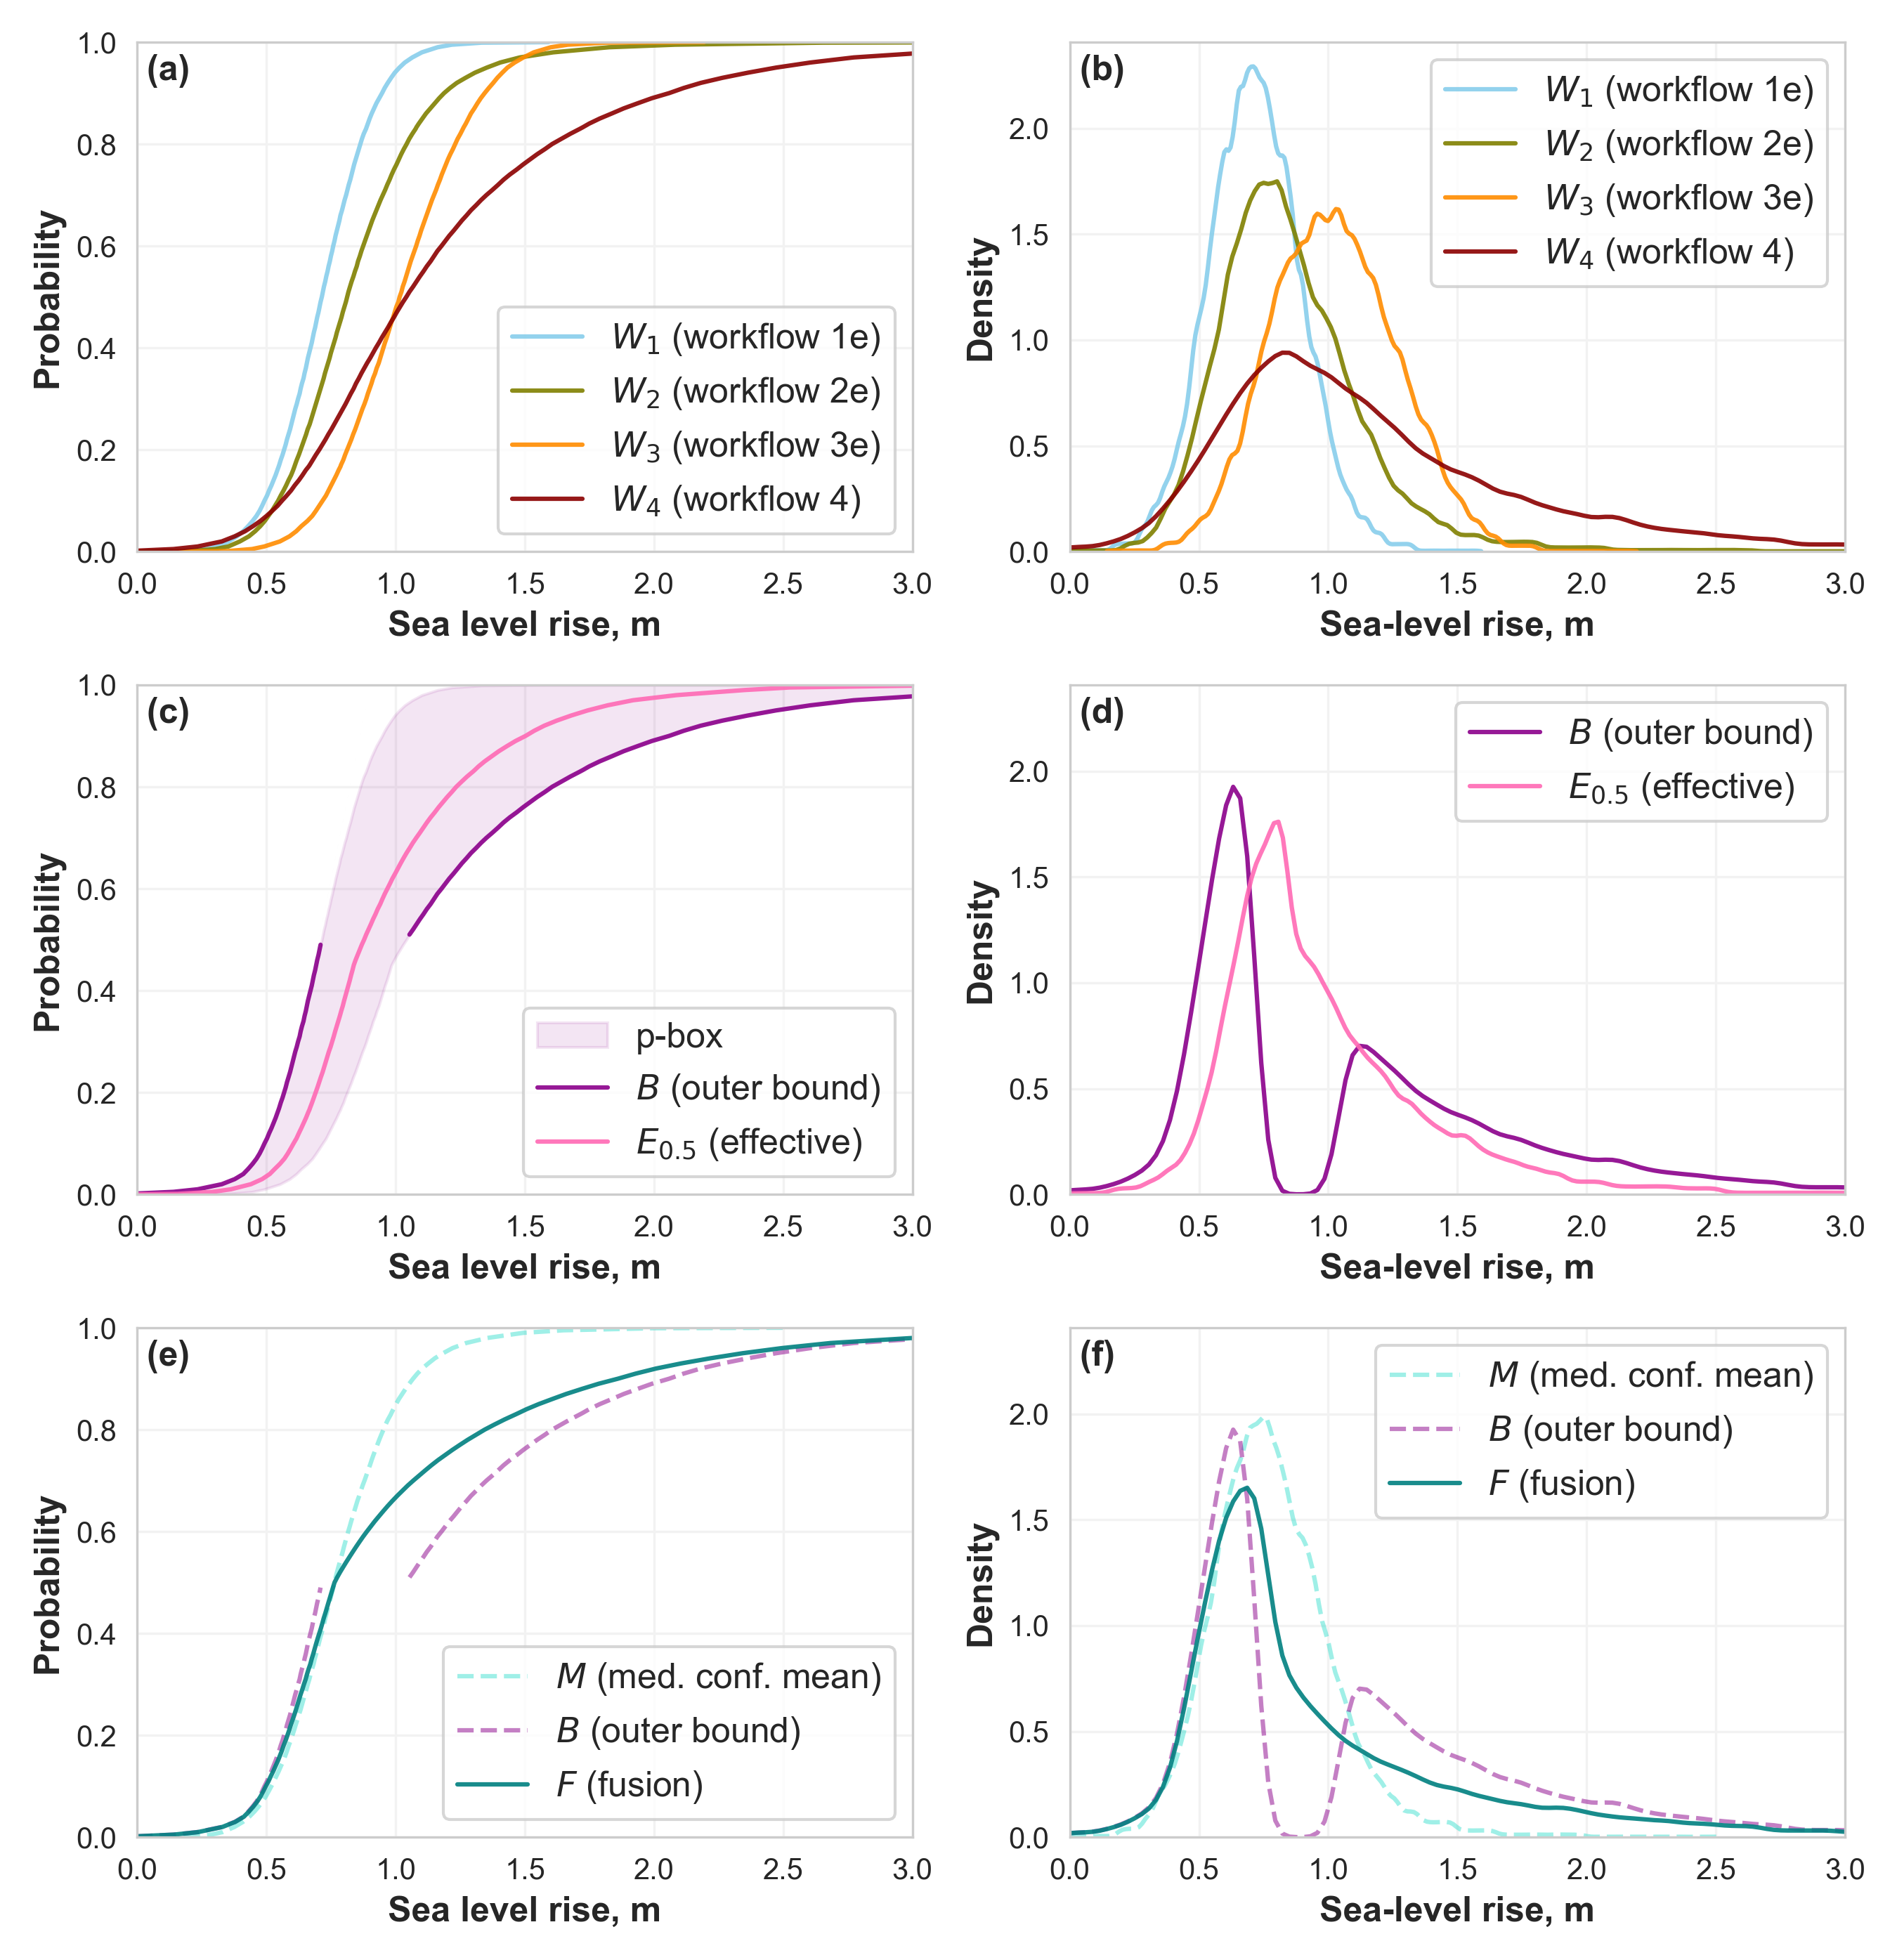 (a)
Probability
1.0
0.8
0.6
0.4
0.2
0.0
W1 (workflow 1e)
W2 (workflow 2e)
W3 (workflow 3e)
W4 (workflow 4)
0.0 0.5 1.0 1.5 2.0 2.5 3.0
Sea level rise, m
(b)
Density
2.0
1.5
1.0
0.5
0.0
W1 (workflow 1e)
W2 (workflow 2e)
W3 (workflow 3e)
W4 (workflow 4)
0.0 0.5 1.0 1.5 2.0 2.5 3.0
Sea-level rise, m
(c)
Probability
1.0
0.8
0.6
0.4
0.2
0.0
p-box
B (outer bound)
E0.5 (effective)
0.0 0.5 1.0 1.5 2.0 2.5 3.0
Sea level rise, m
(d)
Density
2.0
1.5
1.0
0.5
0.0
B (outer bound)
E0.5 (effective)
0.0 0.5 1.0 1.5 2.0 2.5 3.0
Sea-level rise, m
(e)
Probability
1.0
0.8
0.6
0.4
0.2
0.0
M (med. conf. mean)
B (outer bound)
F (fusion)
0.0 0.5 1.0 1.5 2.0 2.5 3.0
Sea level rise, m
(f)
Density
2.0
1.5
1.0
0.5
0.0
M (med. conf. mean)
B (outer bound)
F (fusion)
0.0 0.5 1.0 1.5 2.0 2.5 3.0
Sea-level rise, m